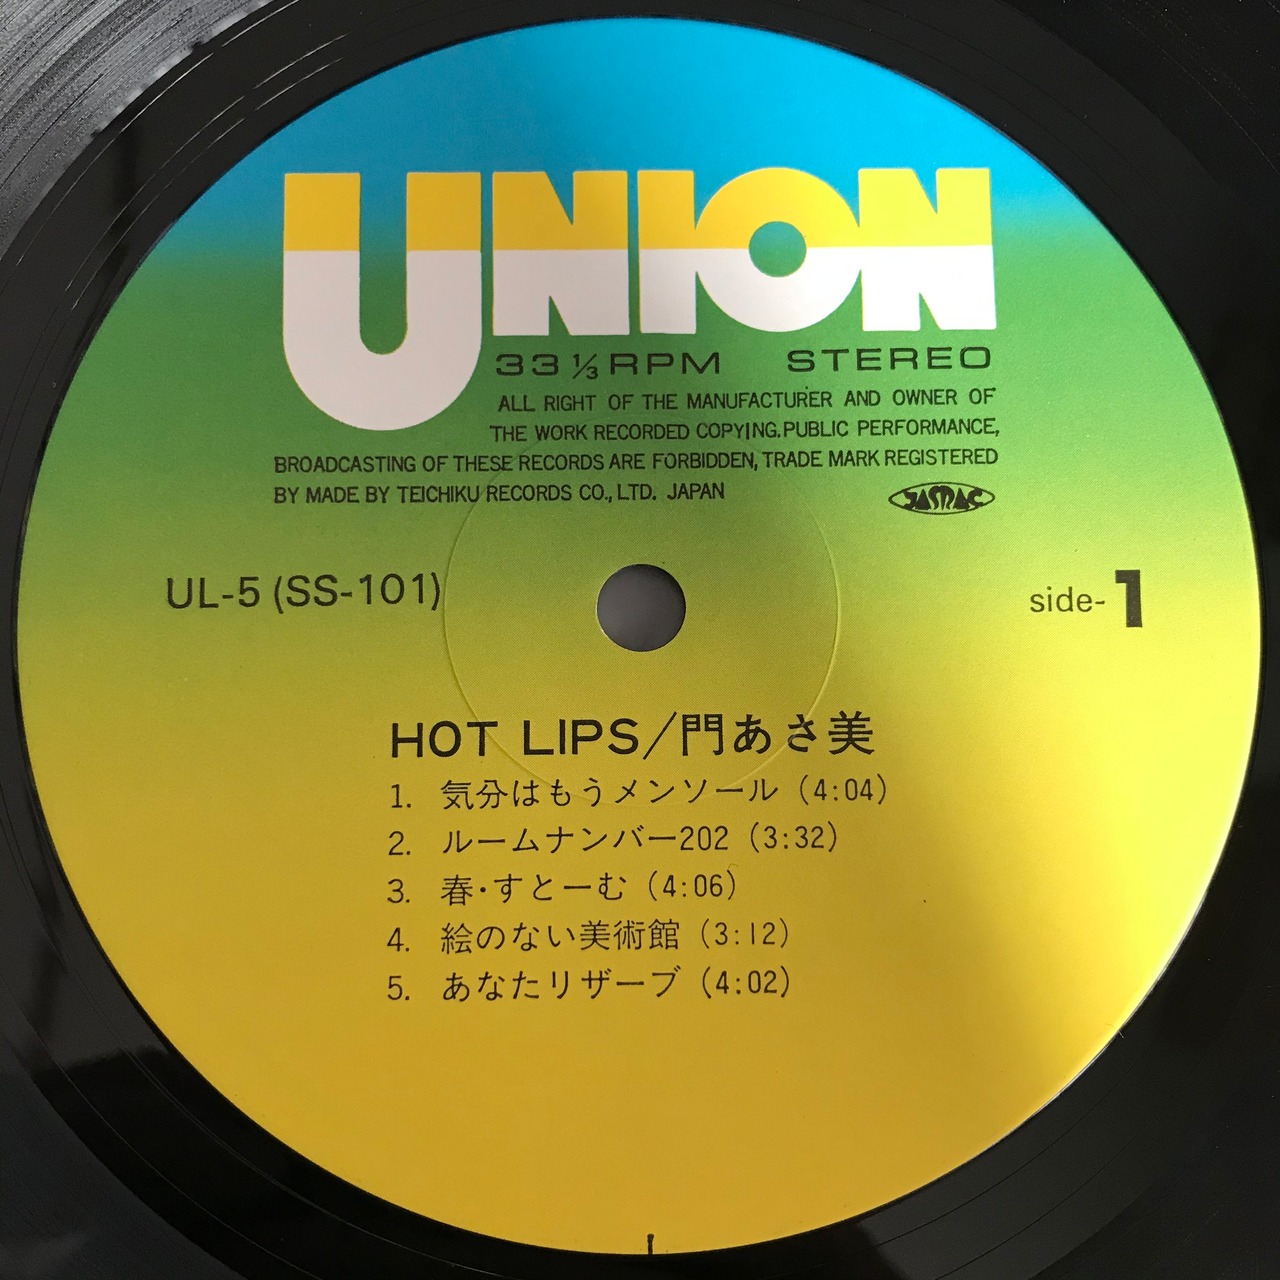 UNION
33 1/3 RPM STEREO
ALL RIGHT OF THE MANUFACTURER AND OWNER OF
THE WORK RECORDED COPYING.PUBLIC PERFORMANCE,
BROADCASTING OF THESE RECORDS ARE FORBIDDEN, TRADE MARK REGISTERED
BY MADE BY TEICHIKU RECORDS CO., LTD. JAPAN
JASRAC
UL-5 (SS-101)
side-1
HOT LIPS/門あさ美
1. 気分はもうメンソール (4:04)
2. ルームナンバー202 (3:32)
3. 春・すとーむ (4:06)
4. 絵のない美術館 (3:12)
5. あなたリザーブ (4:02)